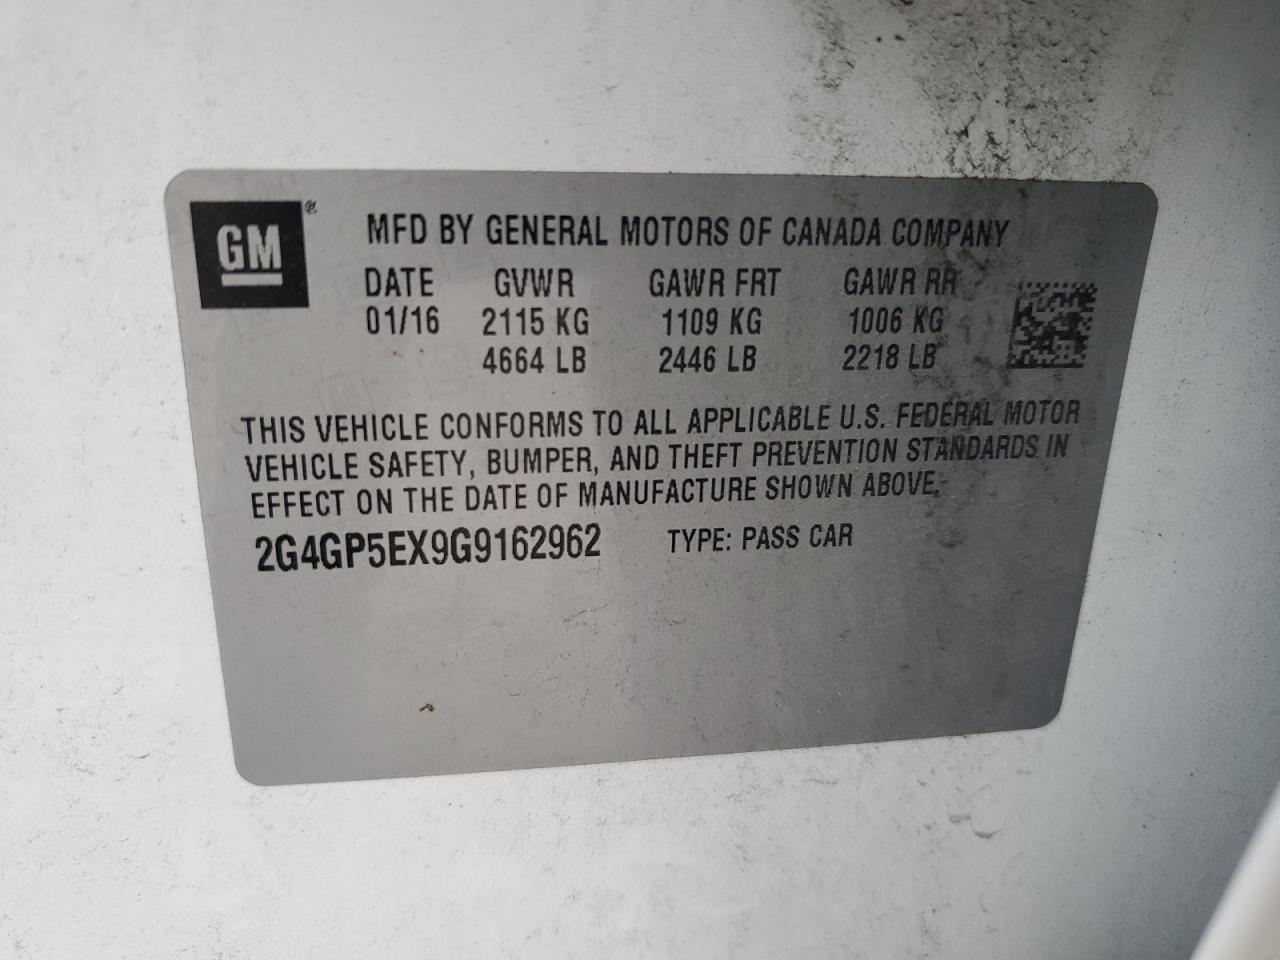 GM ®
MFD BY GENERAL MOTORS OF CANADA COMPANY
DATE GVWR GAWR FRT GAWR RR
01/16 2115 KG 1109 KG 1006 KG
4664 LB 2446 LB 2218 LB
THIS VEHICLE CONFORMS TO ALL APPLICABLE U.S. FEDERAL MOTOR
VEHICLE SAFETY, BUMPER, AND THEFT PREVENTION STANDARDS IN
EFFECT ON THE DATE OF MANUFACTURE SHOWN ABOVE.
2G4GP5EX9G9162962 TYPE: PASS CAR